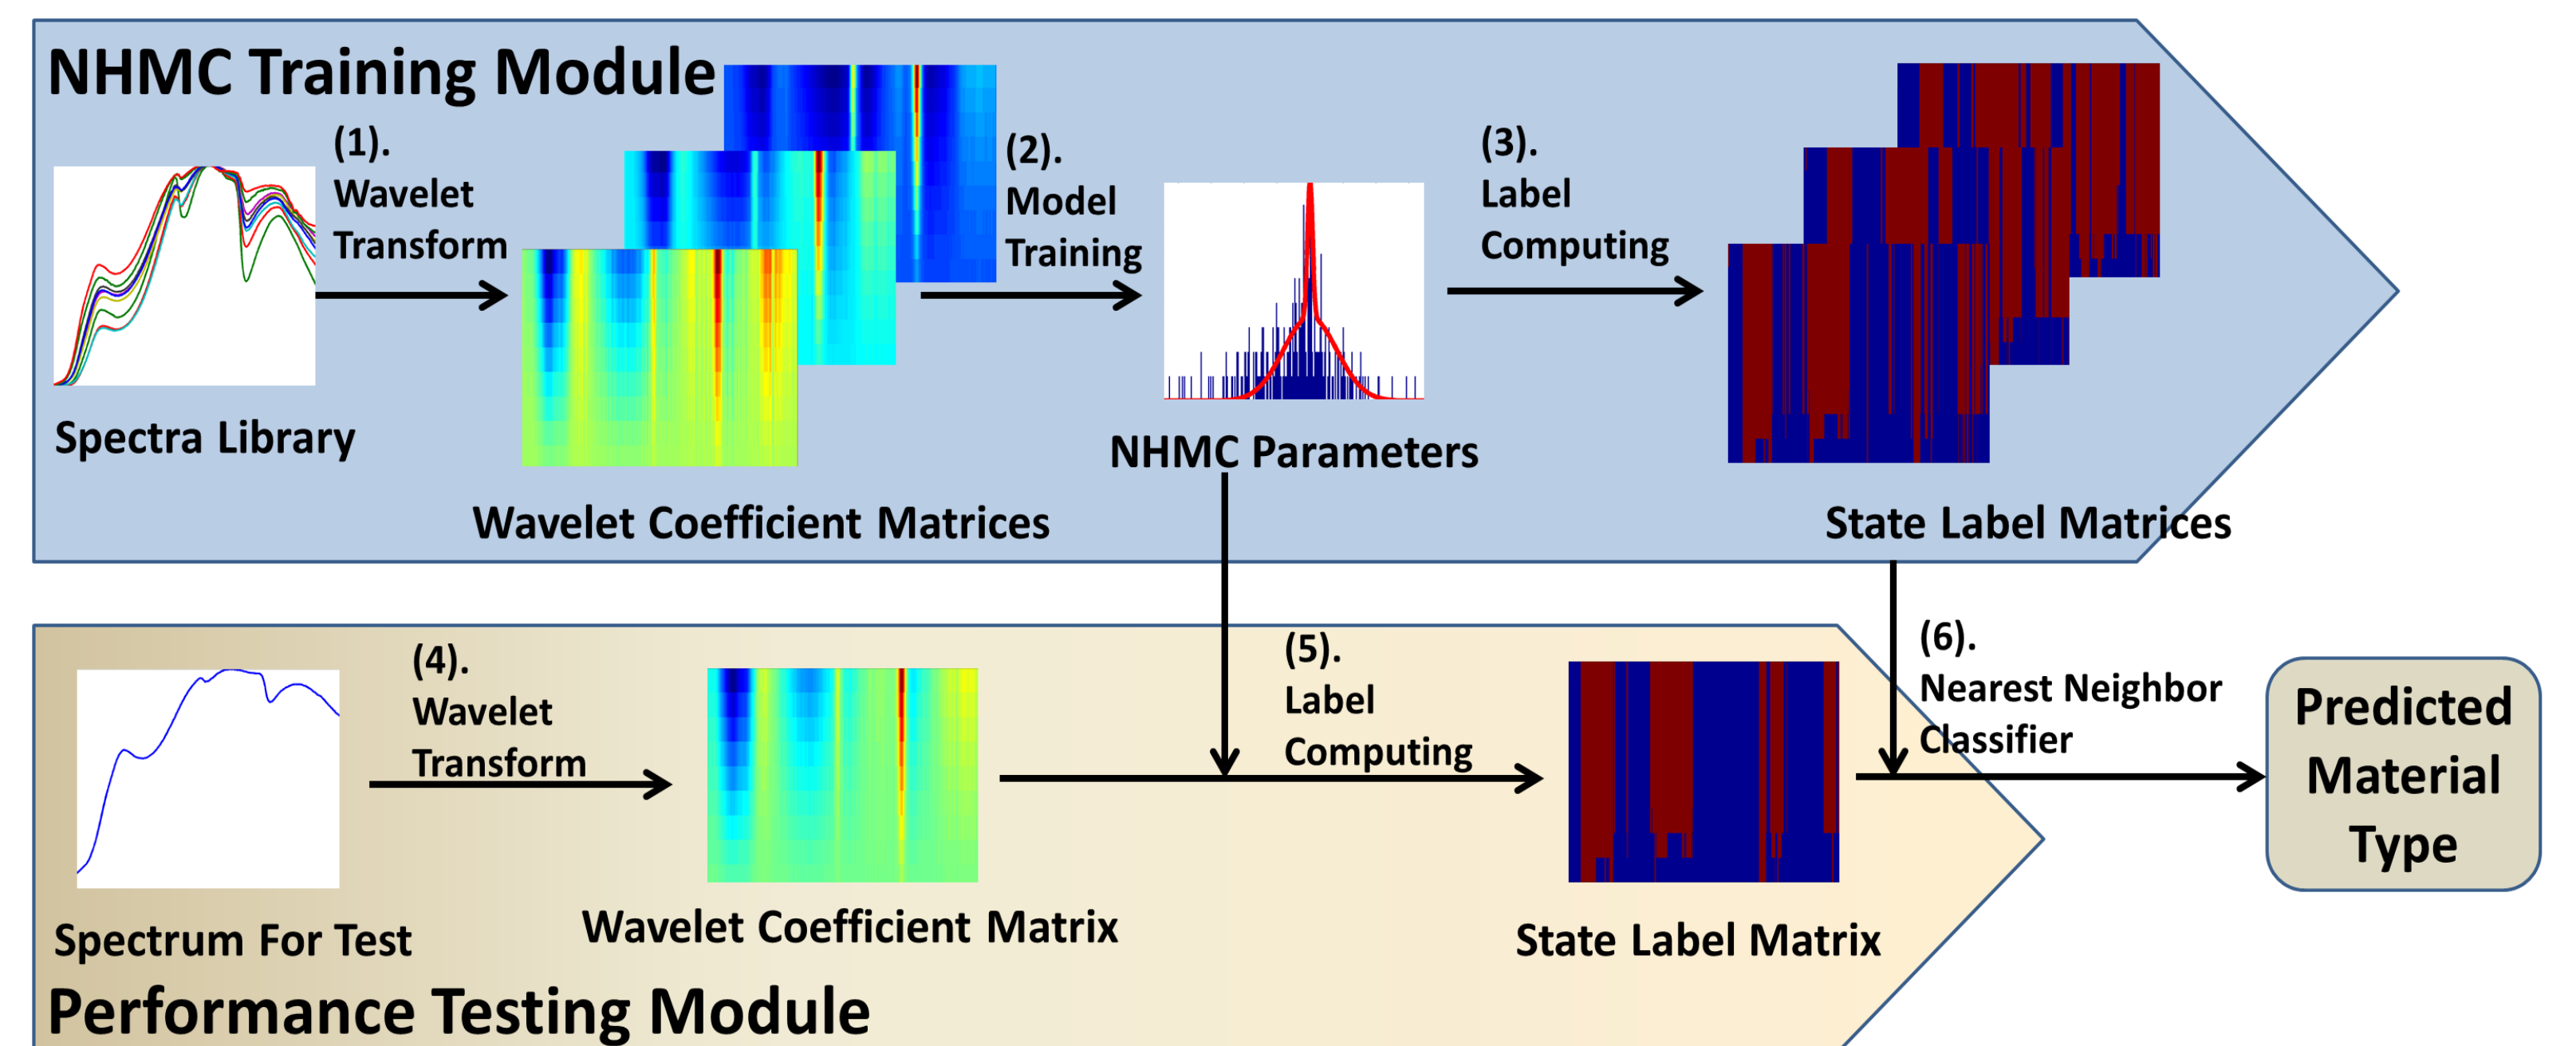 NHMC Training Module
(1).
Wavelet
Transform
(2).
Model
Training
(3).
Label
Computing
Spectra Library
NHMC Parameters
Wavelet Coefficient Matrices
State Label Matrices
(4).
Wavelet
Transform
(5).
Label
Computing
(6).
Nearest Neighbor
Classifier
Predicted
Material
Type
Spectrum For Test
Wavelet Coefficient Matrix
State Label Matrix
Performance Testing Module